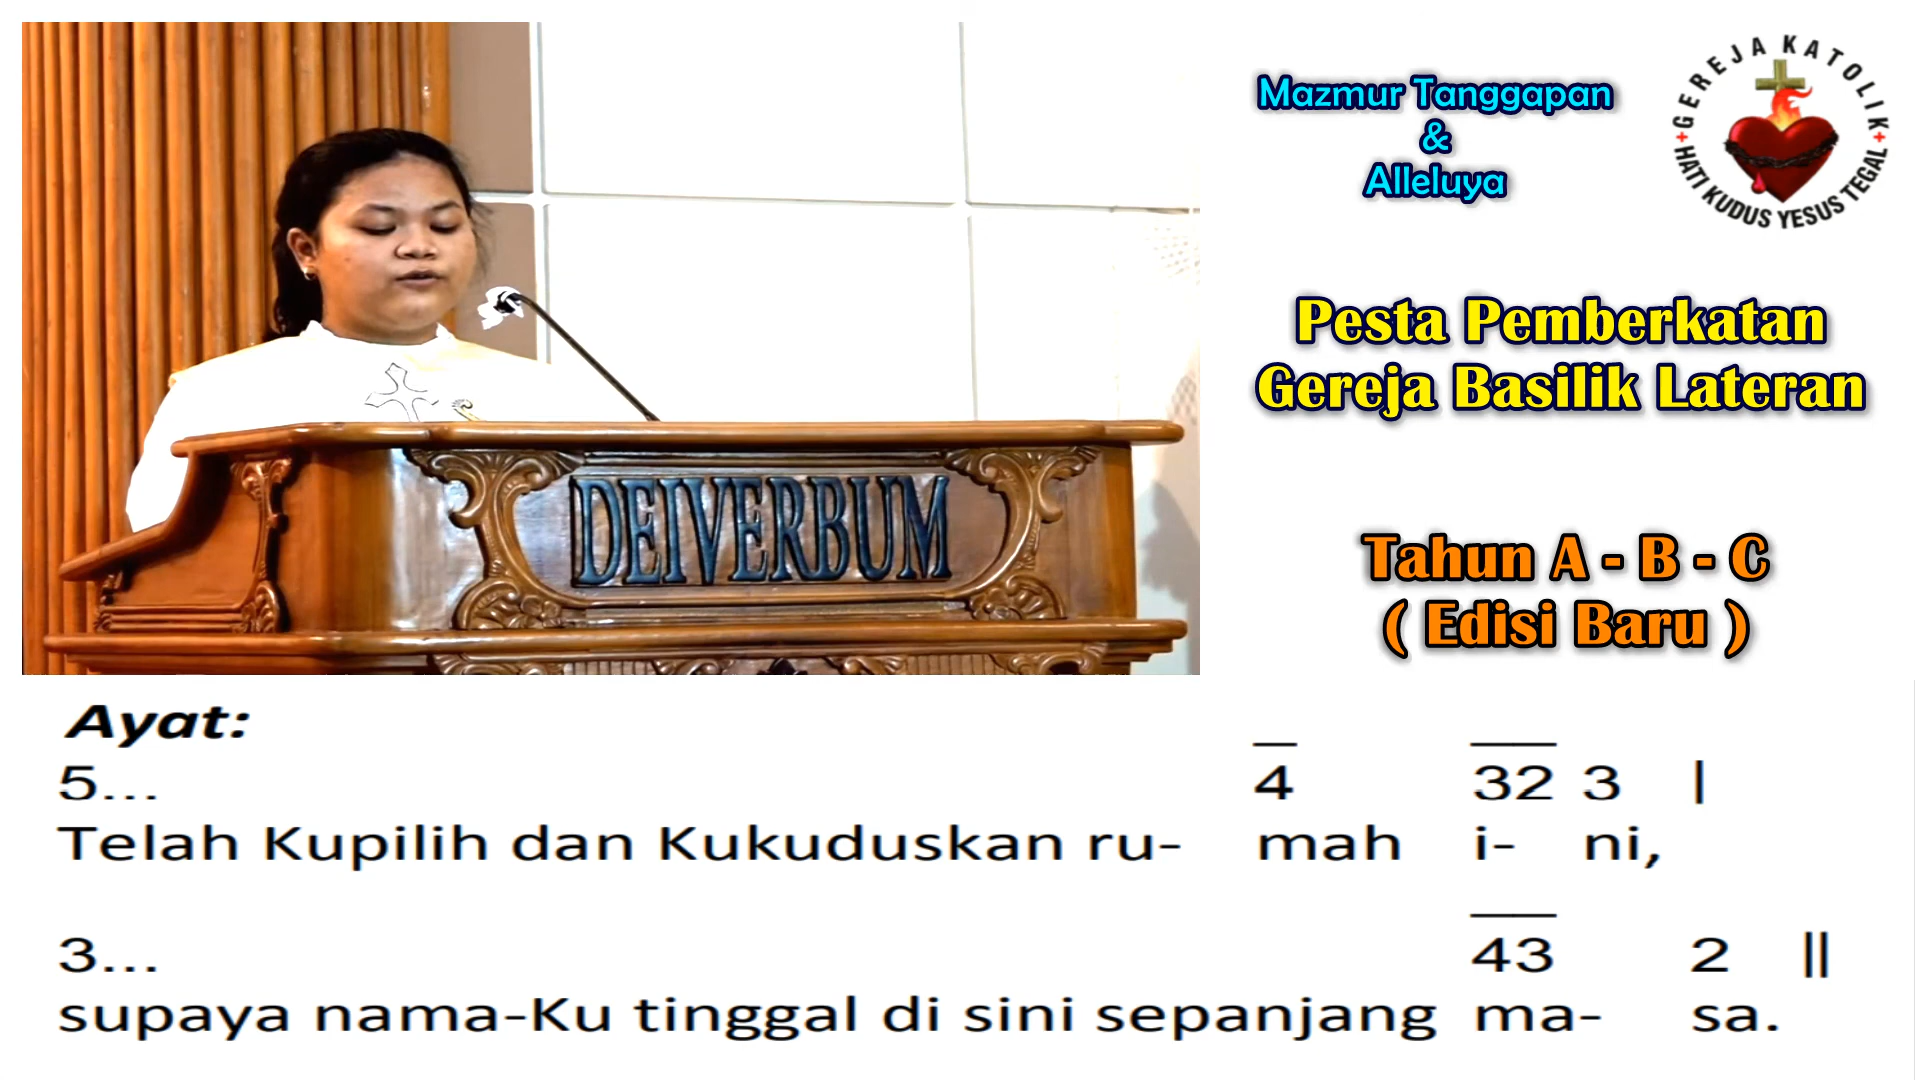 Mazmur Tanggapan
&
Alleluya
GEREJA KATOLIK
HATI KUDUS YESUS TEGAL
Pesta Pemberkatan
Gereja Basilik Lateran
Tahun A - B - C
( Edisi Baru )
DEIVERBUM
Ayat:
5... 4 32 3 |
Telah Kupilih dan Kukuduskan ru- mah i- ni,
3... 43 2 ||
supaya nama-Ku tinggal di sini sepanjang ma- sa.